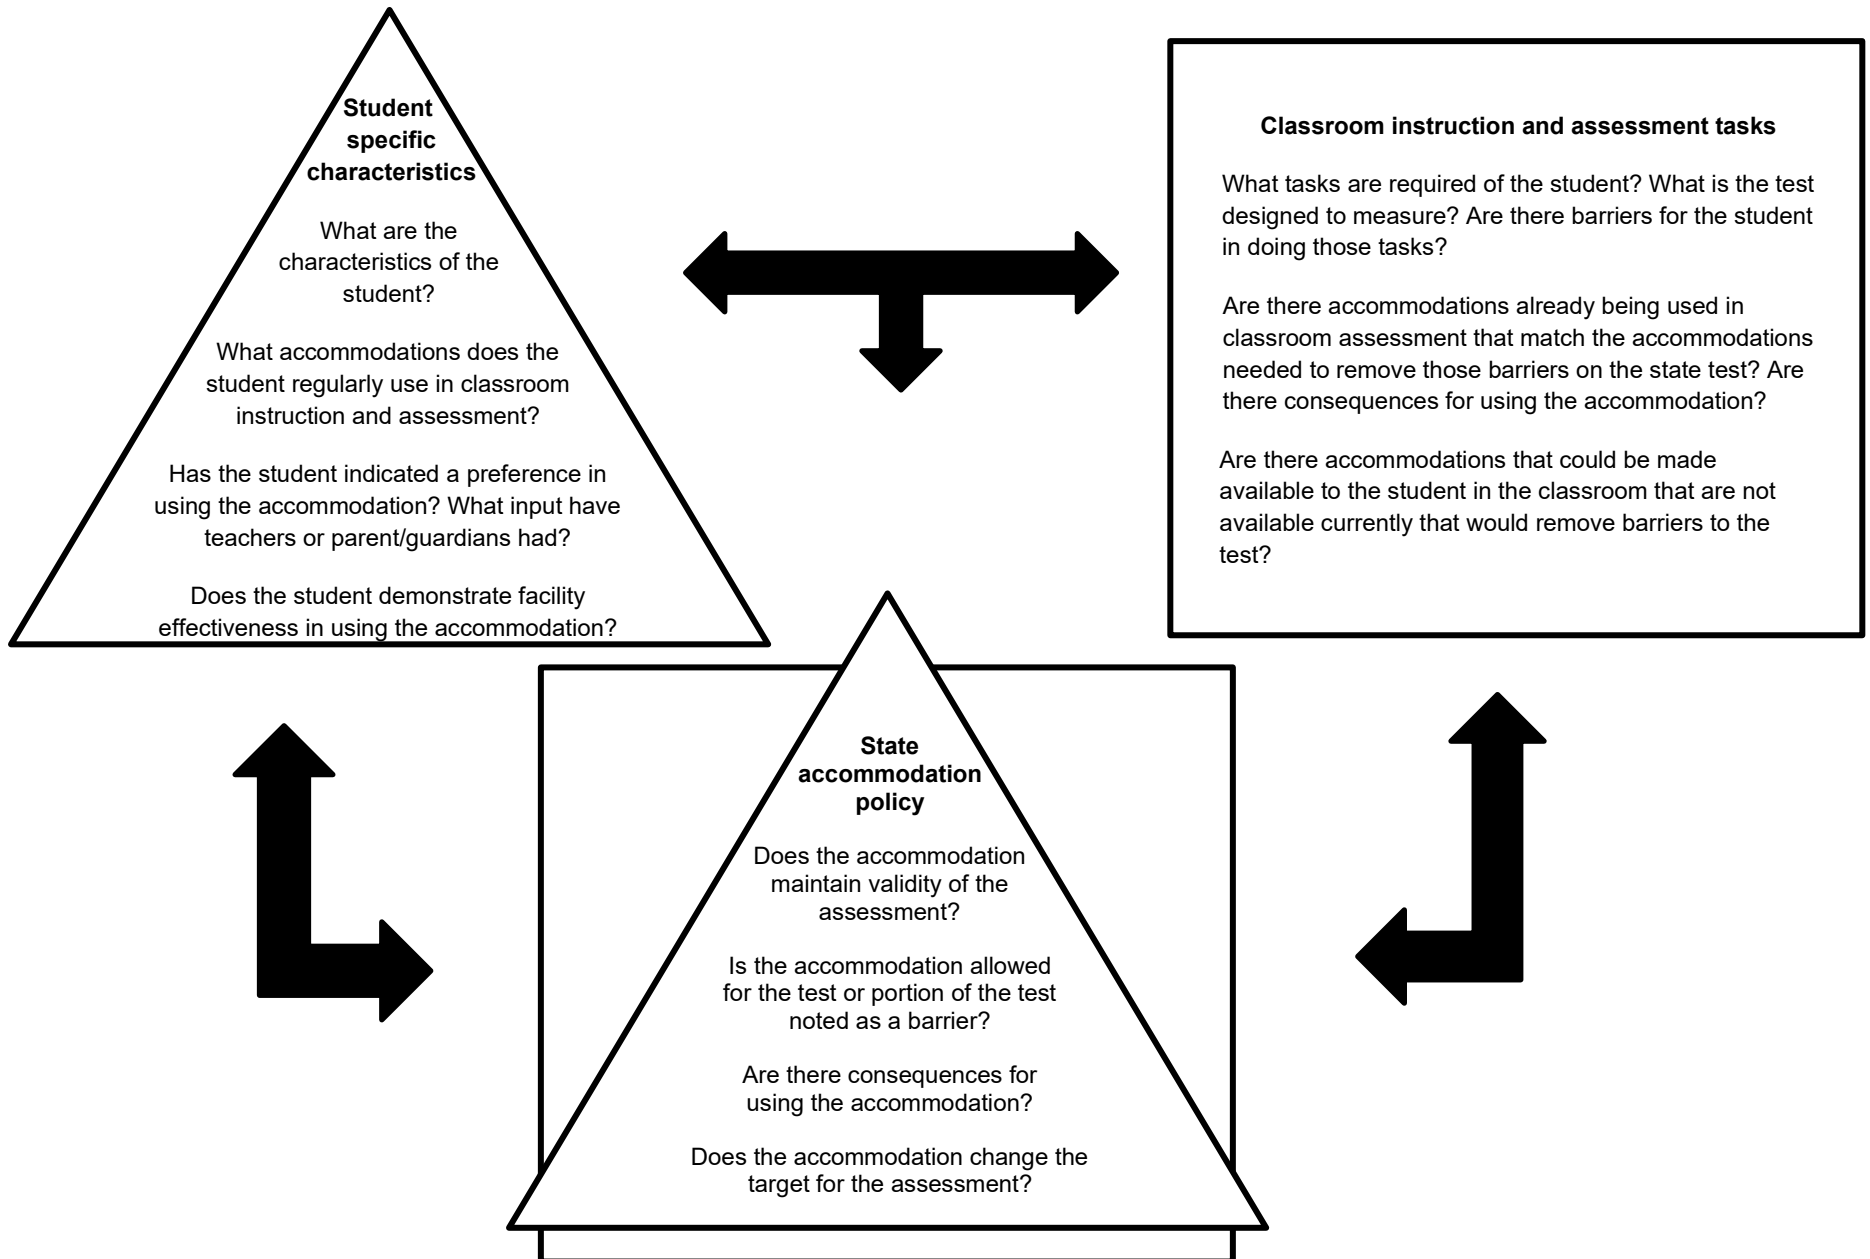 Student
specific
characteristics
What are the
characteristics of the
student?
What accommodations does the
student regularly use in classroom
instruction and assessment?
Has the student indicated a preference in
using the accommodation? What input have
teachers or parent/guardians had?
Does the student demonstrate facility
effectiveness in using the accommodation?
Classroom instruction and assessment tasks
What tasks are required of the student? What is the test
designed to measure? Are there barriers for the student
in doing those tasks?
Are there accommodations already being used in
classroom assessment that match the accommodations
needed to remove those barriers on the state test? Are
there consequences for using the accommodation?
Are there accommodations that could be made
available to the student in the classroom that are not
available currently that would remove barriers to the
test?
State
accommodation
policy
Does the accommodation
maintain validity of the
assessment?
Is the accommodation allowed
for the test or portion of the test
noted as a barrier?
Are there consequences for
using the accommodation?
Does the accommodation change the
target for the assessment?